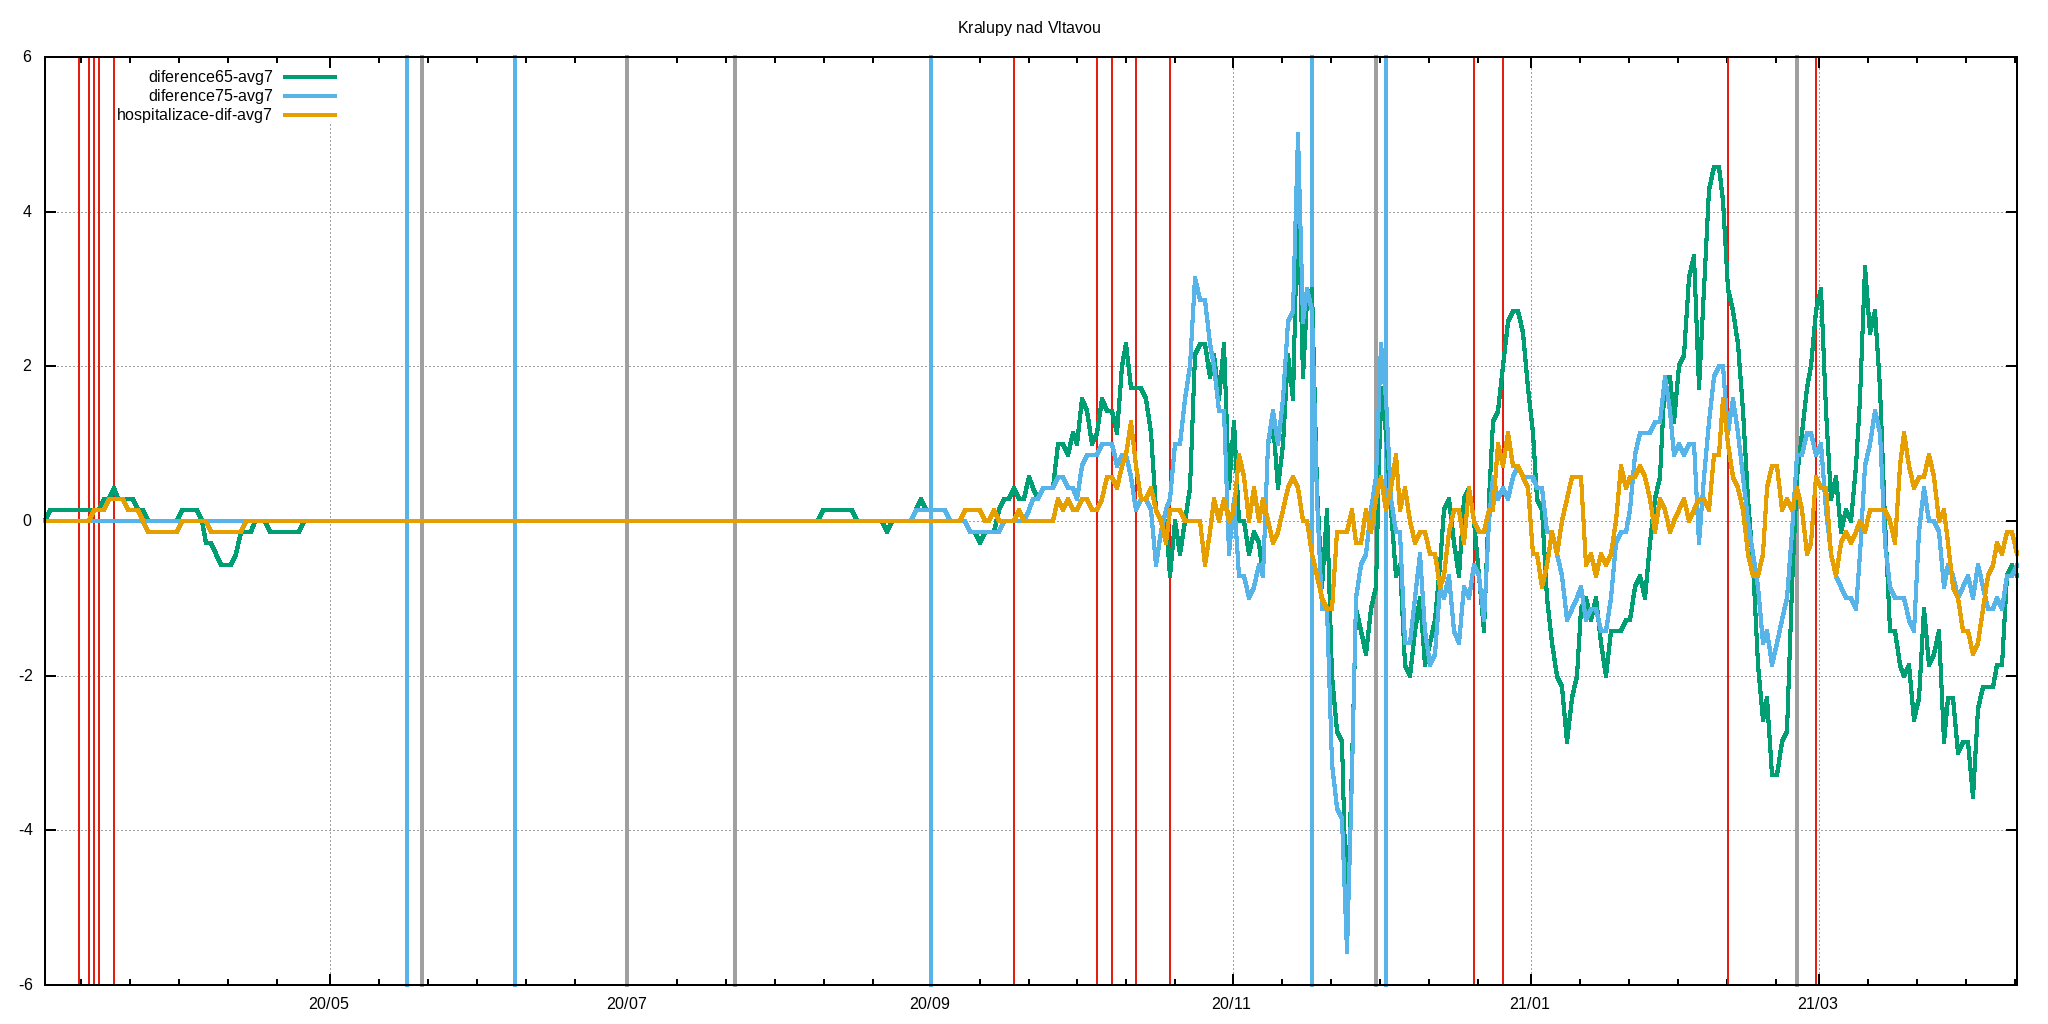 Kralupy nad Vltavou
6
diference65-avg7
diference75-avg7
hospitalizace-dif-avg7
4
2
0
-2
-4
-6
20/05 20/07 20/09 20/11 21/01 21/03